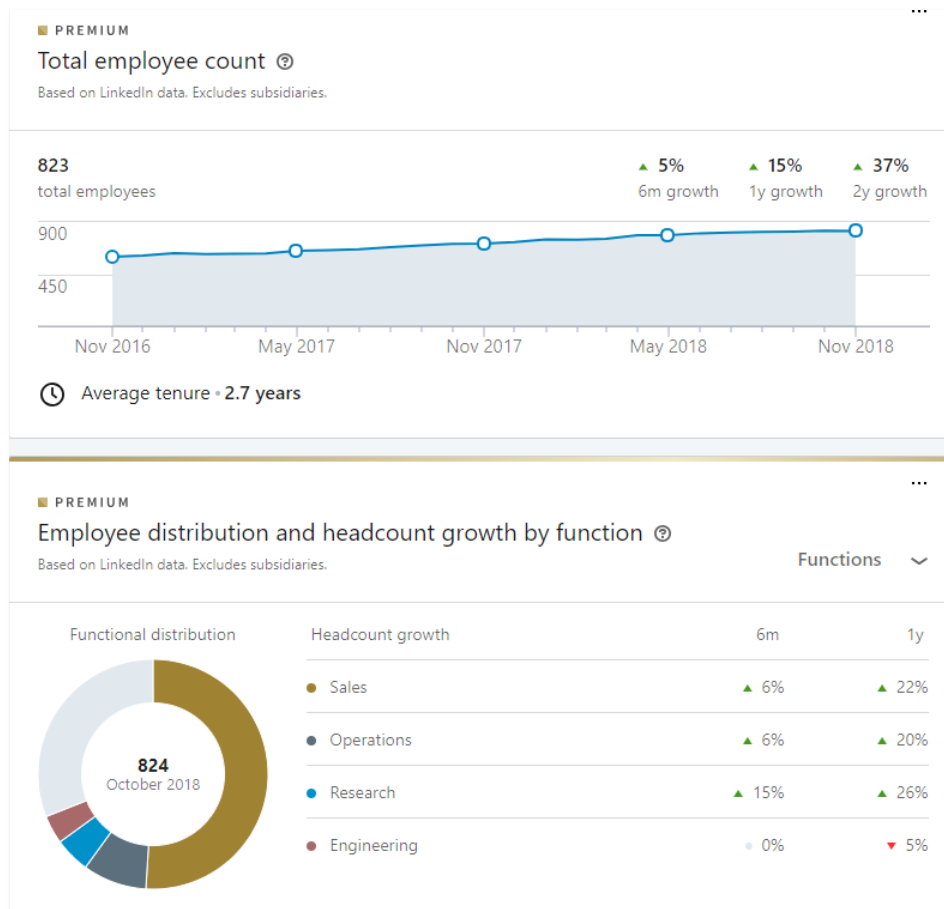 PREMIUM
Total employee count
Based on LinkedIn data. Excludes subsidiaries.
823
total employees
5%
6m growth
15%
1y growth
37%
2y growth
900
450
Nov 2016 May 2017 Nov 2017 May 2018 Nov 2018
Average tenure • 2.7 years
PREMIUM
Employee distribution and headcount growth by function
Based on LinkedIn data. Excludes subsidiaries.
Functions
Functional distribution
824
October 2018
Headcount growth 6m 1y
Sales 6% 22%
Operations 6% 20%
Research 15% 26%
Engineering 0% 5%